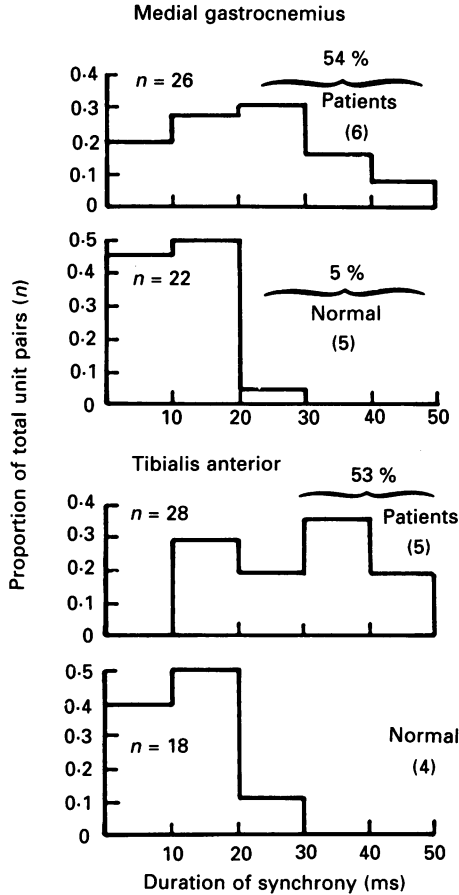 Medial gastrocnemius
54 %
Patients
(6)
n = 26
0·4
0·3
0·2
0·1
0
5 %
Normal
(5)
n = 22
0·5
0·4
0·3
0·2
0·1
0
10 20 30 40 50
Proportion of total unit pairs (n)
Tibialis anterior
53 %
Patients
(5)
n = 28
0·4
0·3
0·2
0·1
0
Normal
(4)
n = 18
0·5
0·4
0·3
0·2
0·1
0
10 20 30 40 50
Duration of synchrony (ms)